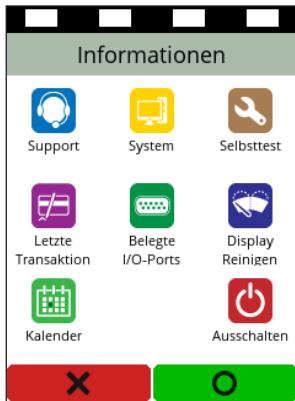 Informationen
Support
System
Selbsttest
Letzte
Transaktion
Belegte
I/O-Ports
Display
Reinigen
Kalender
Ausschalten